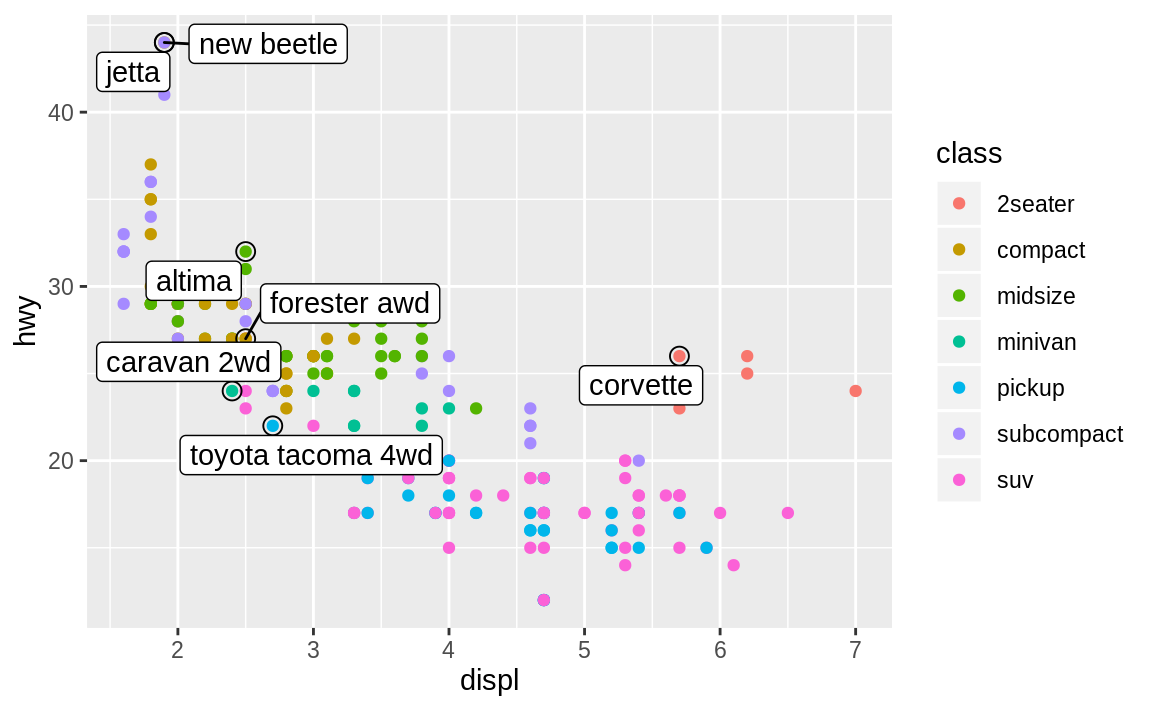 new beetle
jetta
altima
forester awd
caravan 2wd
corvette
toyota tacoma 4wd
40
30
20
hwy
2
3
4
5
6
7
displ
class
2seater
compact
midsize
minivan
pickup
subcompact
suv